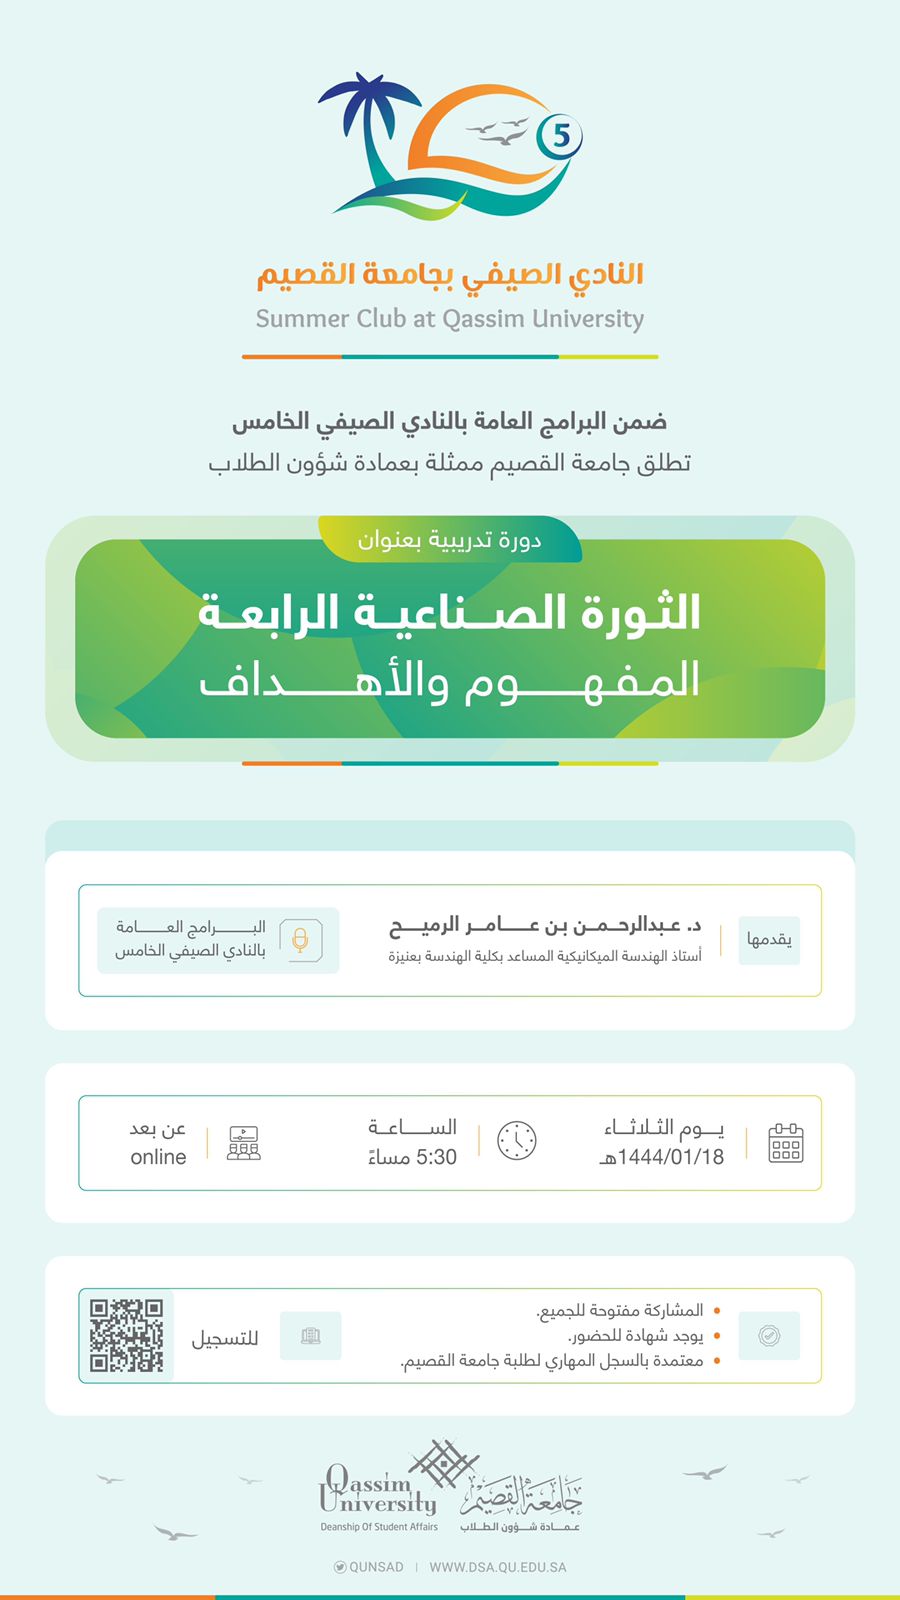 5
النادي الصيفي بجامعة القصيم
Summer Club at Qassim University
ضمن البرامج العامة بالنادي الصيفي الخامس
تطلق جامعة القصيم ممثلة بعمادة شؤون الطلاب
دورة تدريبية بعنوان
الثورة الصناعية الرابعة
المفهوم والأهداف
يقدمها
د. عبدالرحمن بن عامر الرميح
أستاذ الهندسة الميكانيكية المساعد بكلية الهندسة بعنيزة
البرامج العامة
بالنادي الصيفي الخامس
يوم الثلاثاء
1444/01/18هـ
الساعة
5:30 مساءً
عن بعد
online
المشاركة مفتوحة للجميع.
يوجد شهادة للحضور.
معتمدة بالسجل المهاري لطلبة جامعة القصيم.
للتسجيل
Qassim University
جامعة القصيم
Deanship Of Student Affairs
عمادة شؤون الطلاب
QUNSAD | WWW.DSA.QU.EDU.SA